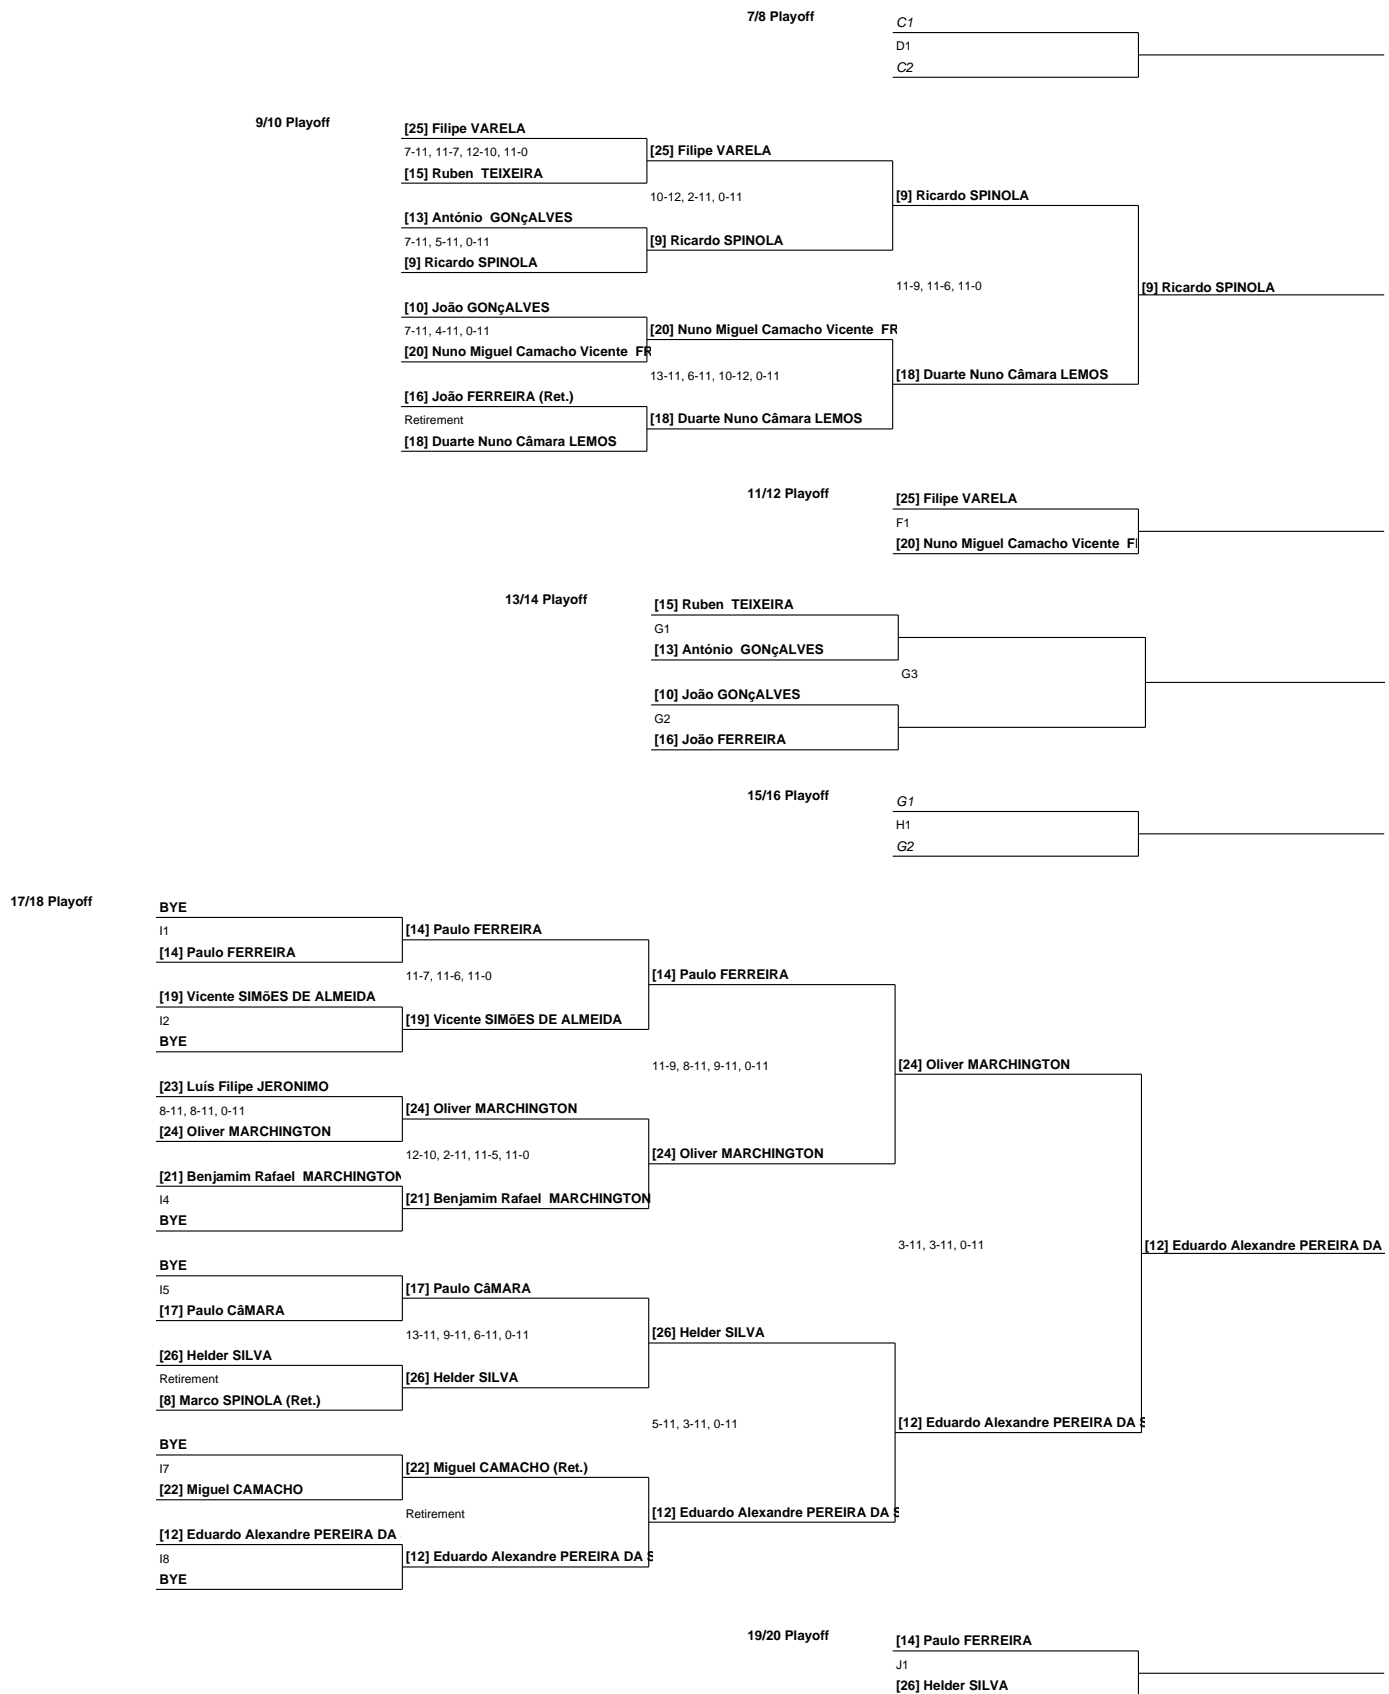 7/8 Playoff
C1
D1
C2
9/10 Playoff
[25] Filipe VARELA
7-11, 11-7, 12-10, 11-0
[15] Ruben TEIXEIRA
[25] Filipe VARELA
10-12, 2-11, 0-11
[9] Ricardo SPINOLA
[13] António GONçALVES
7-11, 5-11, 0-11
[9] Ricardo SPINOLA
[9] Ricardo SPINOLA
11-9, 11-6, 11-0
[9] Ricardo SPINOLA
[10] João GONçALVES
7-11, 4-11, 0-11
[20] Nuno Miguel Camacho Vicente FR
[20] Nuno Miguel Camacho Vicente FR
13-11, 6-11, 10-12, 0-11
[18] Duarte Nuno Câmara LEMOS
[16] João FERREIRA (Ret.)
Retirement
[18] Duarte Nuno Câmara LEMOS
[18] Duarte Nuno Câmara LEMOS
11/12 Playoff
[25] Filipe VARELA
F1
[20] Nuno Miguel Camacho Vicente F
13/14 Playoff
[15] Ruben TEIXEIRA
G1
[13] António GONçALVES
G3
[10] João GONçALVES
G2
[16] João FERREIRA
15/16 Playoff
G1
H1
G2
17/18 Playoff
BYE
I1
[14] Paulo FERREIRA
[14] Paulo FERREIRA
11-7, 11-6, 11-0
[14] Paulo FERREIRA
[19] Vicente SIMõES DE ALMEIDA
I2
BYE
[19] Vicente SIMõES DE ALMEIDA
11-9, 8-11, 9-11, 0-11
[24] Oliver MARCHINGTON
[23] Luís Filipe JERONIMO
8-11, 8-11, 0-11
[24] Oliver MARCHINGTON
[24] Oliver MARCHINGTON
12-10, 2-11, 11-5, 11-0
[24] Oliver MARCHINGTON
[21] Benjamim Rafael MARCHINGTON
I4
BYE
[21] Benjamim Rafael MARCHINGTON
3-11, 3-11, 0-11
[12] Eduardo Alexandre PEREIRA DA
BYE
I5
[17] Paulo CâMARA
[17] Paulo CâMARA
13-11, 9-11, 6-11, 0-11
[26] Helder SILVA
[26] Helder SILVA
Retirement
[8] Marco SPINOLA (Ret.)
[26] Helder SILVA
5-11, 3-11, 0-11
[12] Eduardo Alexandre PEREIRA DA S
BYE
I7
[22] Miguel CAMACHO
[22] Miguel CAMACHO (Ret.)
Retirement
[12] Eduardo Alexandre PEREIRA DA S
[12] Eduardo Alexandre PEREIRA DA
I8
BYE
[12] Eduardo Alexandre PEREIRA DA S
19/20 Playoff
[14] Paulo FERREIRA
J1
[26] Helder SILVA